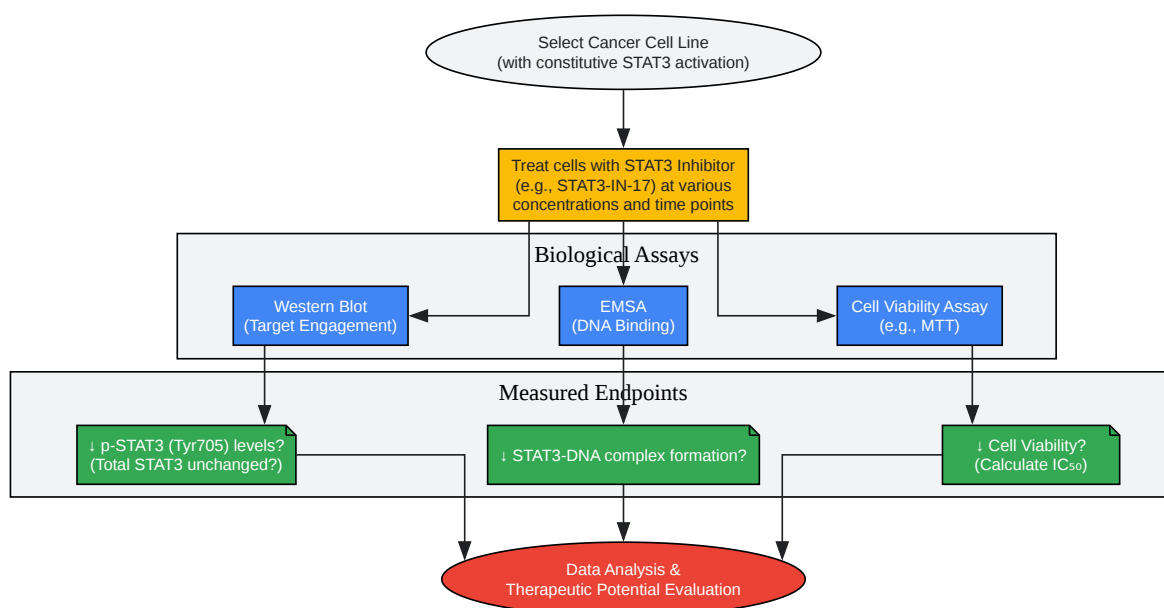 Select Cancer Cell Line
(with constitutive STAT3 activation)
Treat cells with STAT3 Inhibitor
(e.g., STAT3-IN-17) at various
concentrations and time points
Biological Assays
Western Blot
(Target Engagement)
EMSA
(DNA Binding)
Cell Viability Assay
(e.g., MTT)
Measured Endpoints
↓ p-STAT3 (Tyr705) levels?
(Total STAT3 unchanged?)
↓ STAT3-DNA complex formation?
↓ Cell Viability?
(Calculate IC₅₀)
Data Analysis &
Therapeutic Potential Evaluation